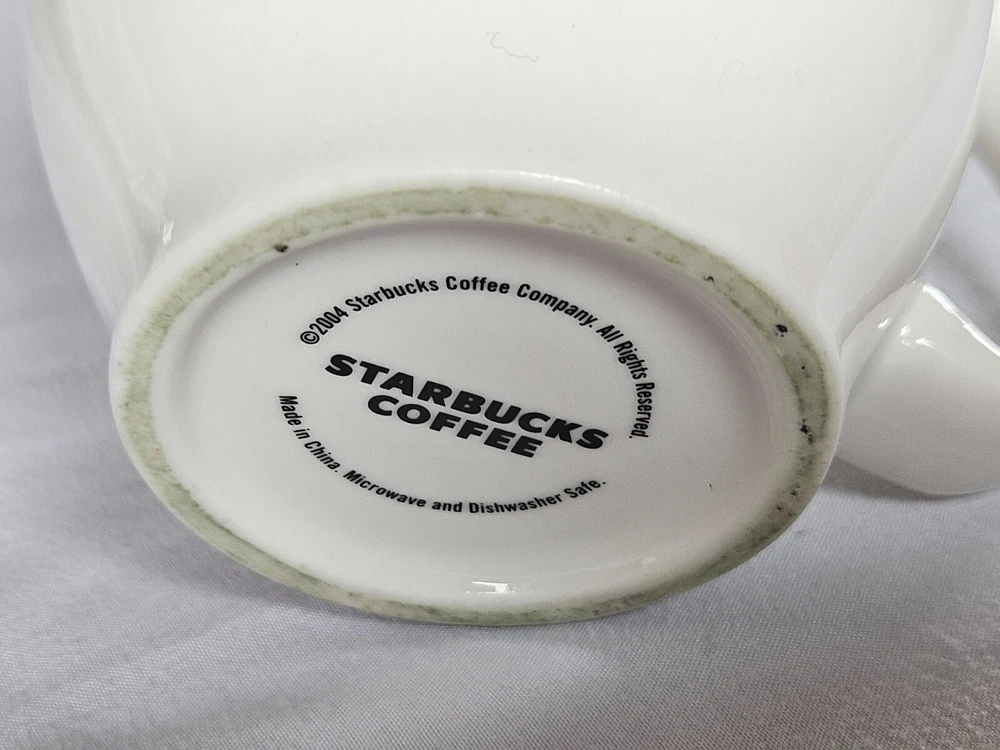 ©2004 Starbucks Coffee Company. All Rights Reserved.
STARBUCKS
COFFEE
Made in China. Microwave and Dishwasher Safe.